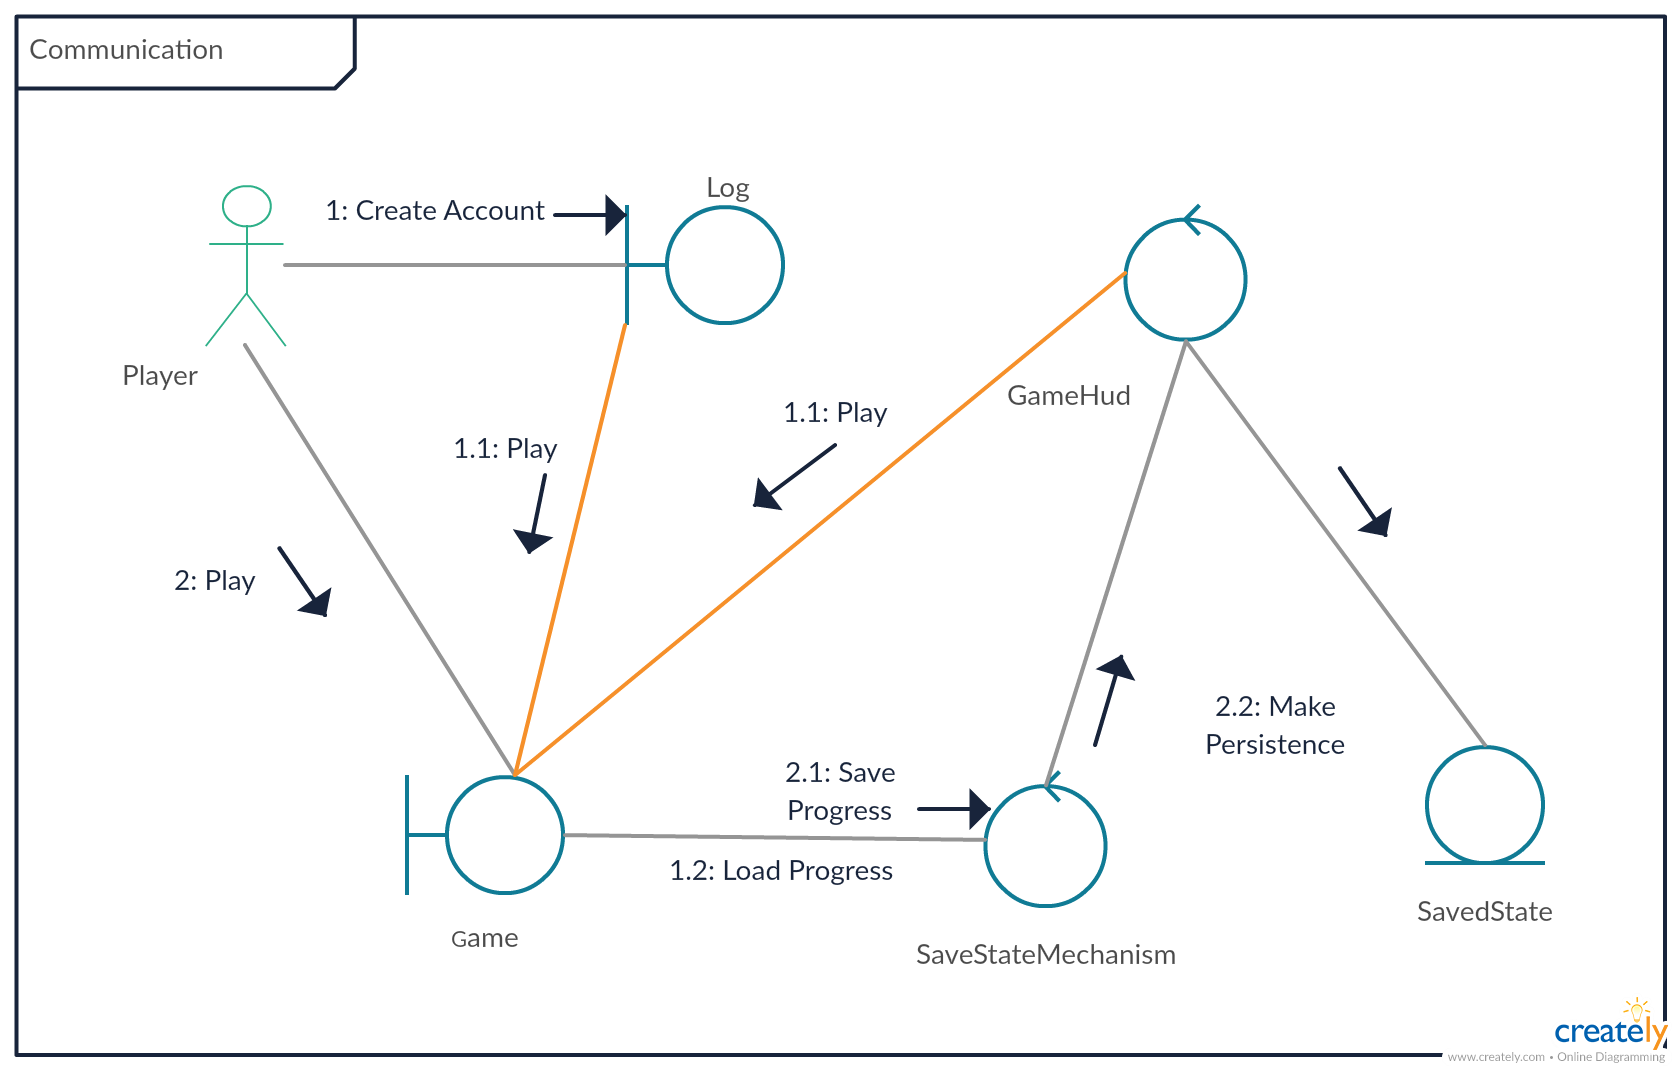 Communication
Log
1: Create Account
Player
GameHud
1.1: Play
1.1: Play
2: Play
2.2: Make
Persistence
2.1: Save
Progress
1.2: Load Progress
SavedState
Game
SaveStateMechanism
creately
www.creately.com • Online Diagramming